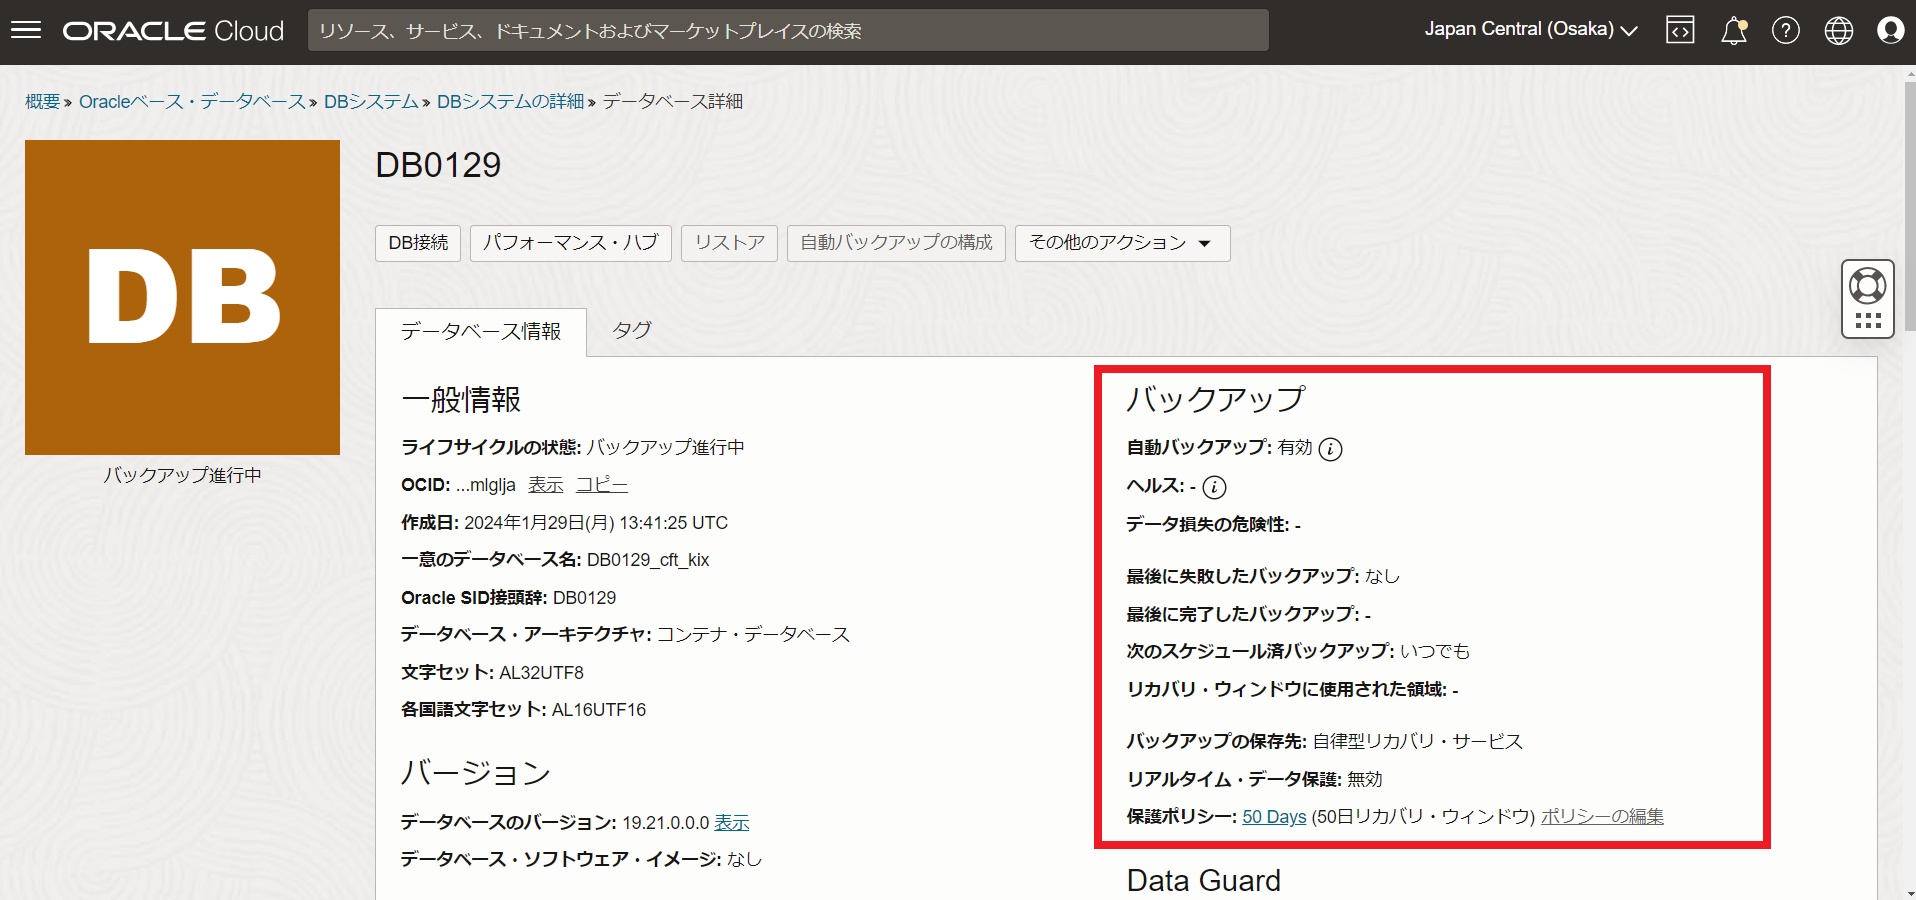 ORACLE Cloud
リソース、サービス、ドキュメントおよびマーケットプレイスの検索
Japan Central (Osaka)
概要 » Oracleベース・データベース » DBシステム » DBシステムの詳細 » データベース詳細
DB
バックアップ進行中
DB0129
DB接続
パフォーマンス・ハブ
リストア
自動バックアップの構成
その他のアクション
データベース情報
タグ
一般情報
ライフサイクルの状態: バックアップ進行中
OCID: ...mlglja 表示 コピー
作成日: 2024年1月29日(月) 13:41:25 UTC
一意のデータベース名: DB0129_cft_kix
Oracle SID接頭辞: DB0129
データベース・アーキテクチャ: コンテナ・データベース
文字セット: AL32UTF8
各国語文字セット: AL16UTF16
バージョン
データベースのバージョン: 19.21.0.0.0 表示
データベース・ソフトウェア・イメージ: なし
バックアップ
自動バックアップ: 有効
ヘルス: -
データ損失の危険性: -
最後に失敗したバックアップ: なし
最後に完了したバックアップ: -
次のスケジュール済バックアップ: いつでも
リカバリ・ウィンドウに使用された領域: -
バックアップの保存先: 自律型リカバリ・サービス
リアルタイム・データ保護: 無効
保護ポリシー: 50 Days (50日リカバリ・ウィンドウ) ポリシーの編集
Data Guard